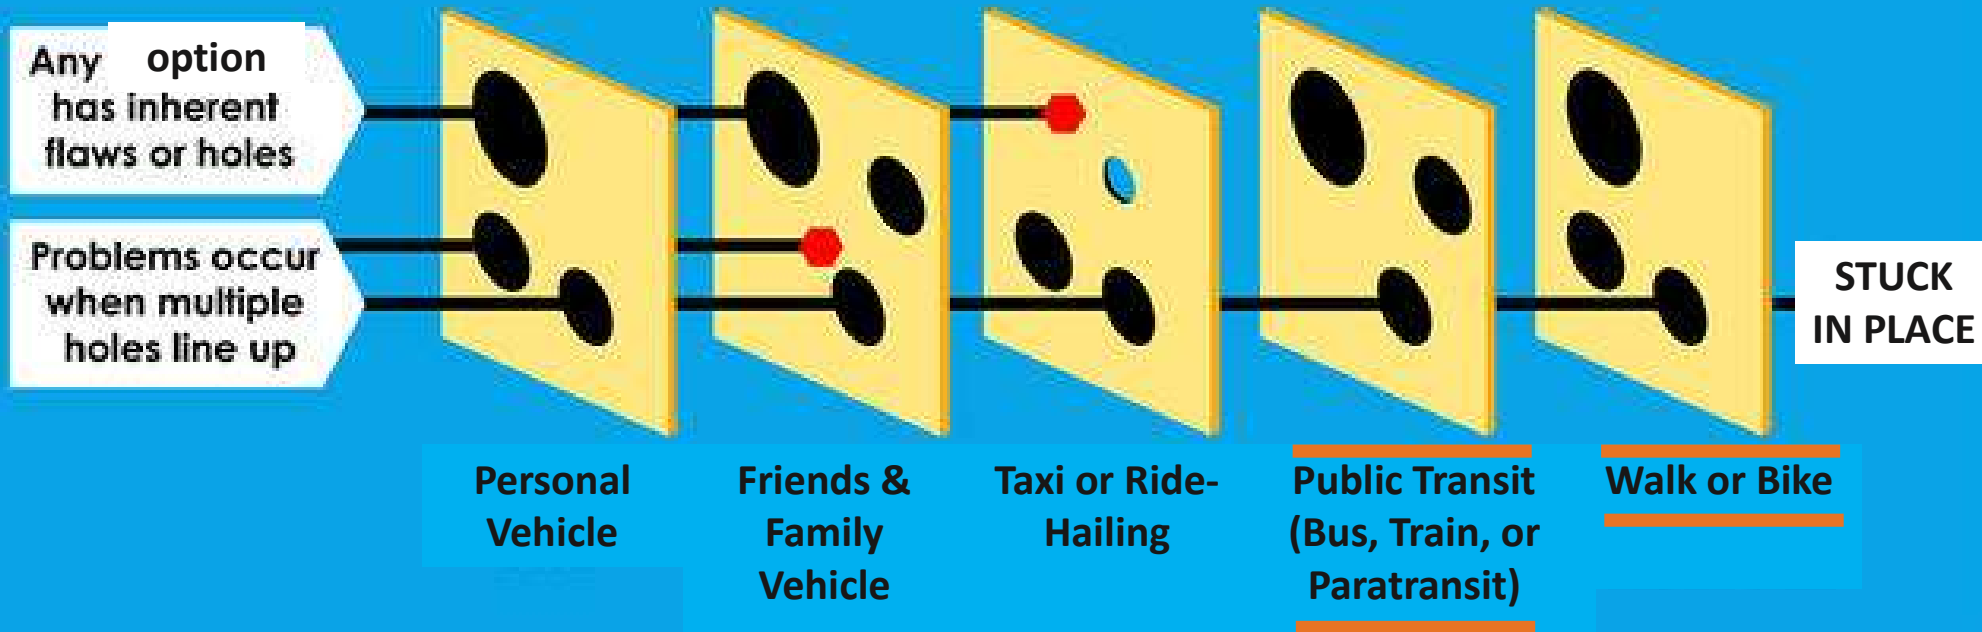 Any option
has inherent
flaws or holes
Problems occur
when multiple
holes line up
STUCK
IN PLACE
Personal
Vehicle
Friends &
Family
Vehicle
Taxi or Ride-
Hailing
Public Transit
(Bus, Train, or
Paratransit)
Walk or Bike